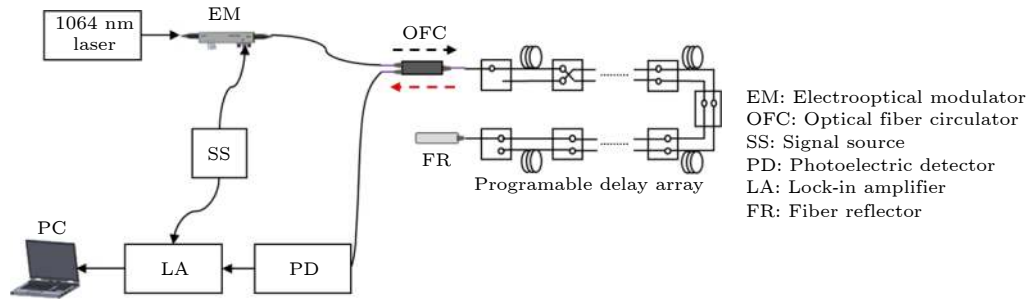 EM
1064 nm
laser
OFC
EM: Electrooptical modulator
OFC: Optical fiber circulator
SS: Signal source
PD: Photoelectric detector
LA: Lock-in amplifier
FR: Fiber reflector
SS
FR
Programable delay array
PC
LA
PD